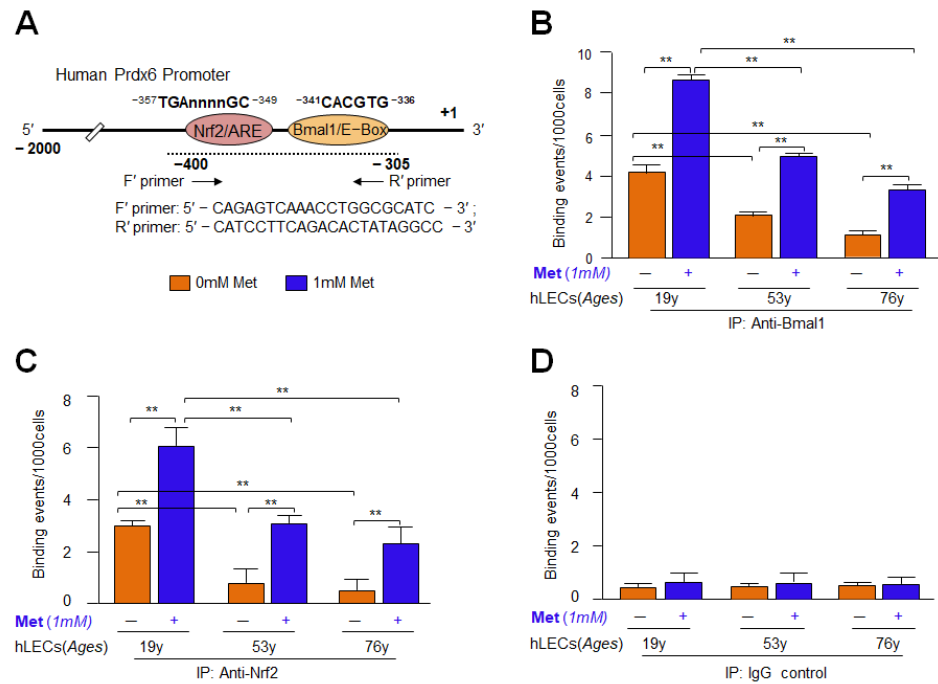 A
Human Prdx6 Promoter
−357TGAnnnnGC−349 −341CACGTG−336
+1
5′ Nrf2/ARE Bmal1/E−Box 3′
− 2000
−400 −305
F′ primer R′ primer
F′ primer: 5′ − CAGAGTCAAACCTGGCGCATC − 3′ ;
R′ primer: 5′ − CATCCTTCAGACACTATAGGCC − 3′
0mM Met 1mM Met
B
Binding events/1000cells
10
8
6
4
2
0
** ** ** ** ** ** **
Met (1mM) − + − + − +
hLECs(Ages) 19y 53y 76y
IP: Anti-Bmal1
C
Binding events/1000cells
8
6
4
2
0
** ** ** ** ** ** **
Met (1mM) − + − + − +
hLECs(Ages) 19y 53y 76y
IP: Anti-Nrf2
D
Binding events/1000cells
8
6
4
2
0
Met (1mM) − + − + − +
hLECs(Ages) 19y 53y 76y
IP: IgG control